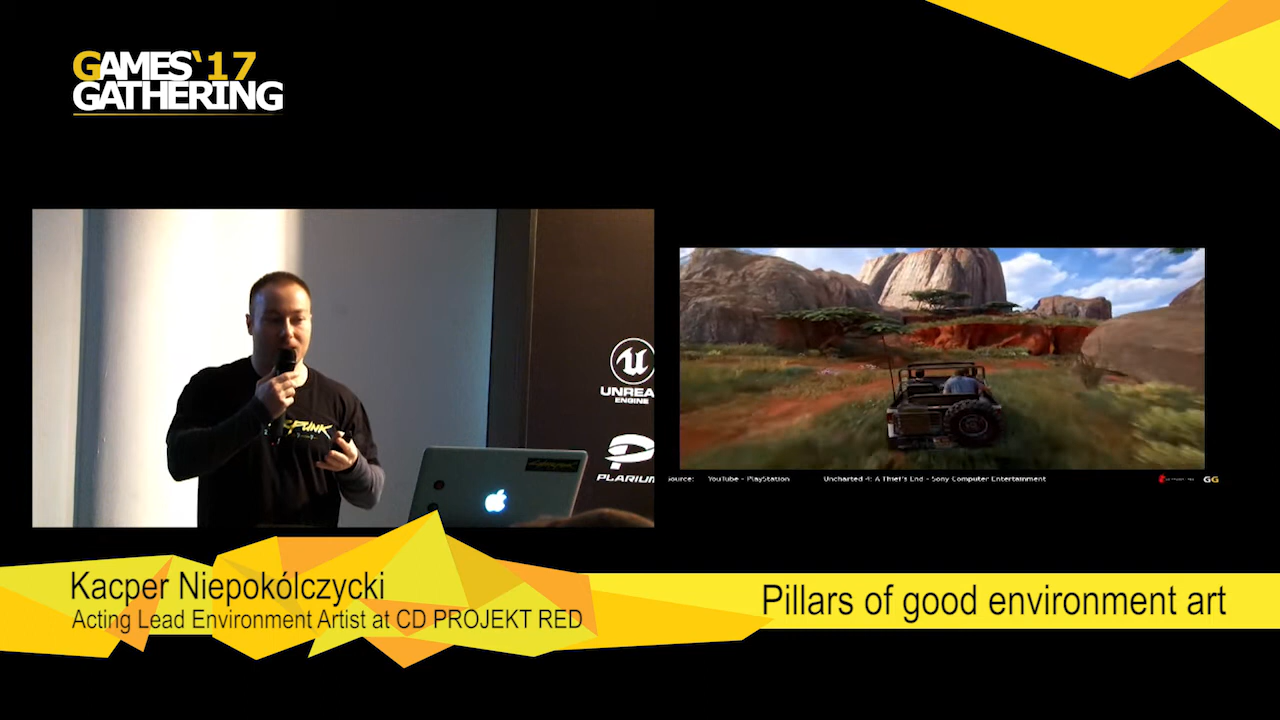 GAMES'17
GATHERING
UNREAL
ENGINE
PLARIUM
Source: YouTube - PlayStation Uncharted 4: A Thief's End - Sony Computer Entertainment
GG
Kacper Niepokólczycki
Acting Lead Environment Artist at CD PROJEKT RED
Pillars of good environment art